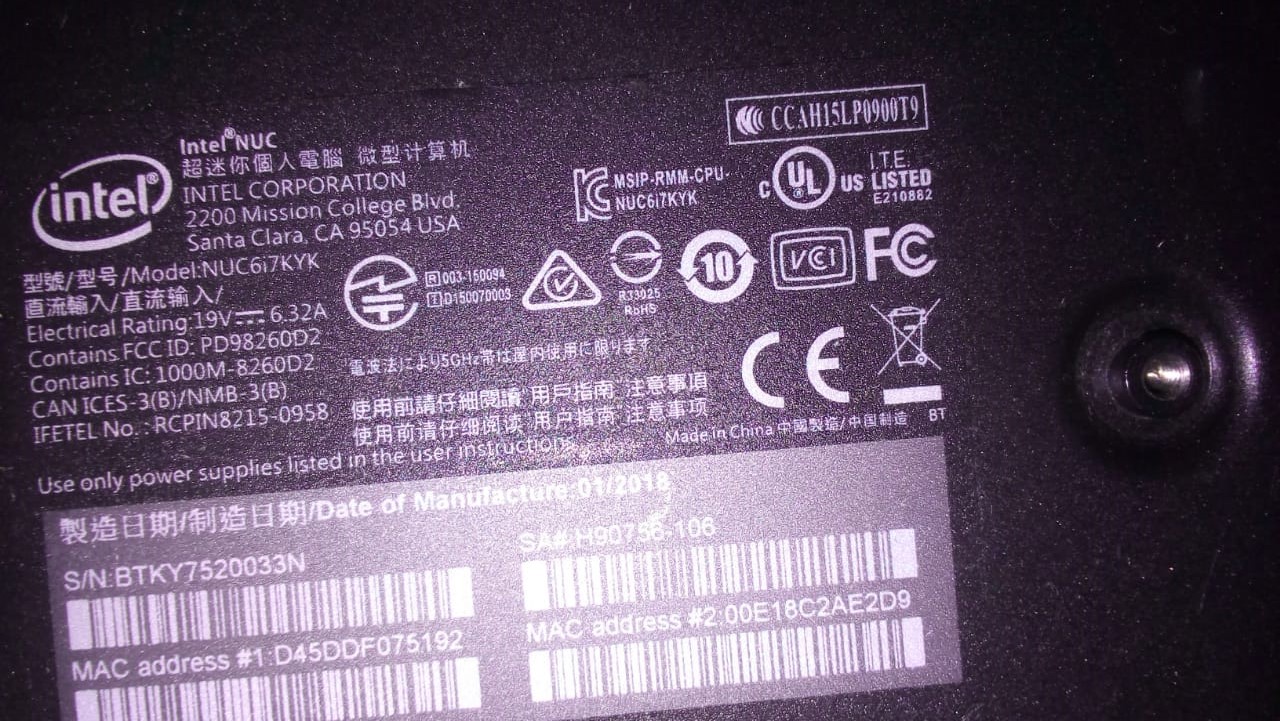 CCAH15LP0900T9
intel®
Intel®NUC
超迷你個人電腦 微型计算机
INTEL CORPORATION
2200 Mission College Blvd.
Santa Clara, CA 95054 USA
MSIP-RMM-CPU-
NUC6i7KYK
C UL® US
I.T.E.
LISTED
E210882
型號/型号/Model:NUC6i7KYK
直流輸入/直流输入/
Electrical Rating:19V 6.32A
Contains FCC ID: PD98260D2
Contains IC: 1000M-8260D2
CAN ICES-3(B)/NMB-3(B)
IFETEL No.: RCPIN8215-0958
R 003-150094
T D150070003
R33025
RoHS
10
VCI
FC
電波法により5GHz帯は屋内使用に限ります
CE
使用前請仔細閱讀"用戶指南"注意事項
使用前请仔细阅读"用户指南"注意事项
Made in China 中國製造/中国制造
BT
Use only power supplies listed in the user instructions.
製造日期/制造日期/Date of Manufacture:01/2018
S/N:BTKY7520033N
SA#:H90756-106
MAC address #1:D45DDF075192
MAC address #2:00E18C2AE2D9